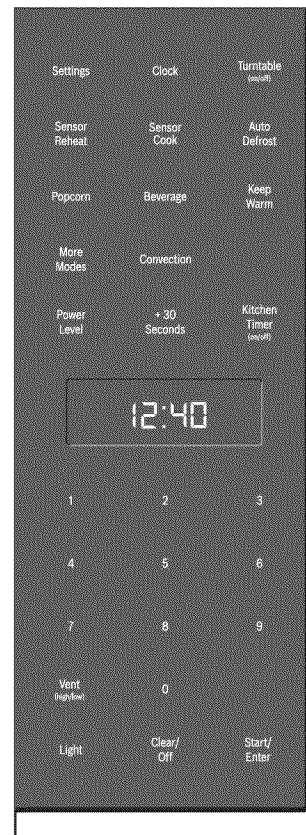 Settings Clock Turntable
(on/off)
Sensor Sensor Auto
Reheat Cook Defrost
Popcorn Beverage Keep
Warm
More
Modes Convection
Power + 30 Kitchen
Level Seconds Timer
(on/off)
12:40
1 2 3
4 5 6
7 8 9
Vent
(high/low) 0
Light Clear/ Start/
Off Enter